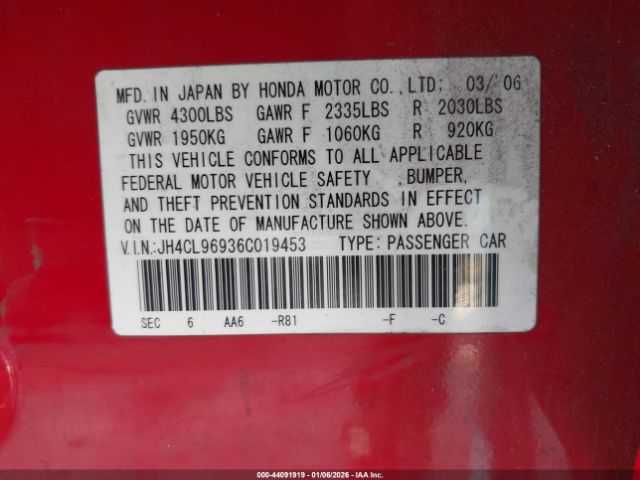 MFD. IN JAPAN BY HONDA MOTOR CO.,LTD: 03/'06
GVWR 4300LBS GAWR F 2335LBS R 2030LBS
GVWR 1950KG GAWR F 1060KG R 920KG
THIS VEHICLE CONFORMS TO ALL APPLICABLE
FEDERAL MOTOR VEHICLE SAFETY ,BUMPER,
AND THEFT PREVENTION STANDARDS IN EFFECT
ON THE DATE OF MANUFACTURE SHOWN ABOVE.
V.I.N.:JH4CL96936C019453 TYPE: PASSENGER CAR
SEC 6 AA6 -R81 -F -C
000-44091919 - 01/06/2026 - IAAI.CA